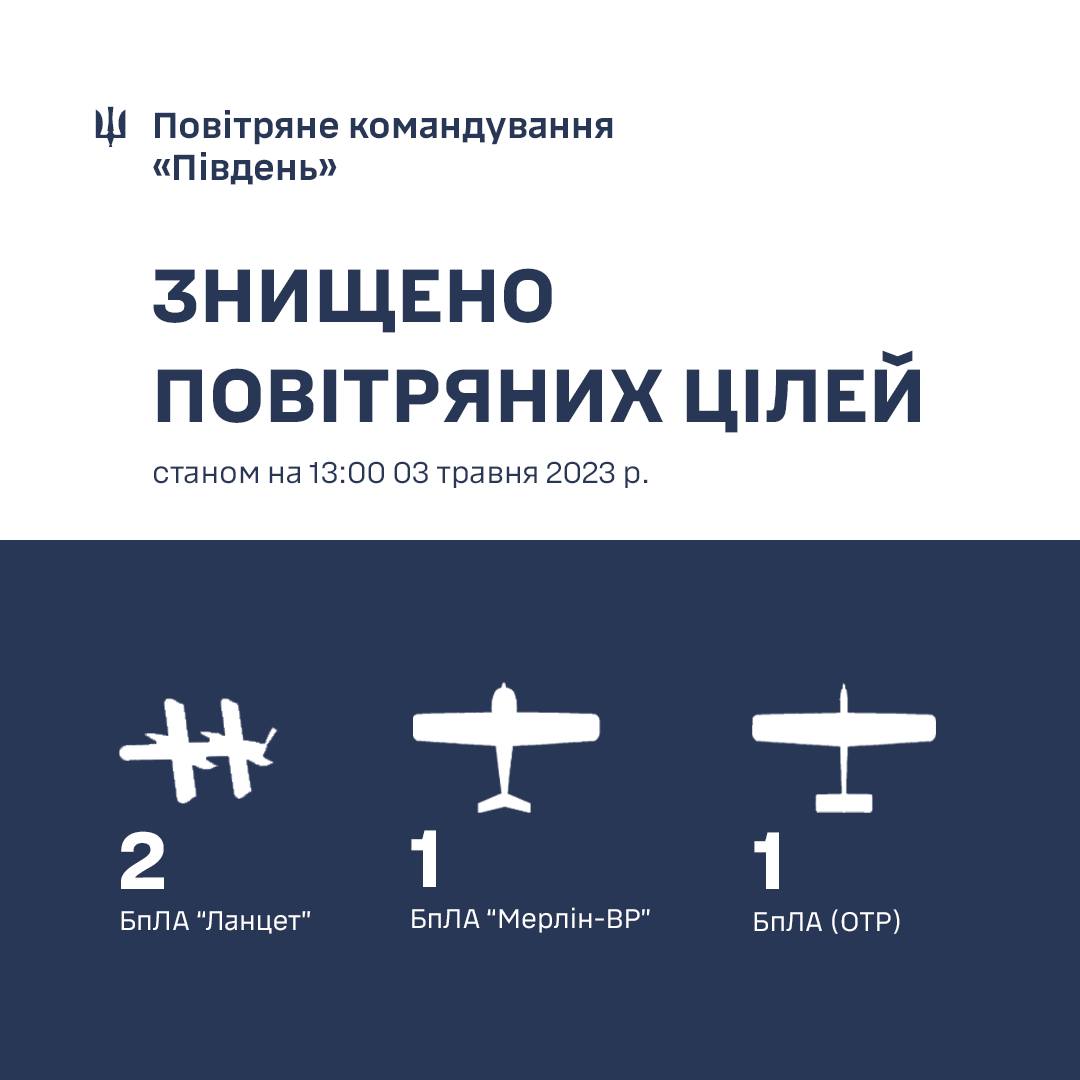 Повітряне командування
«Південь»
ЗНИЩЕНО
ПОВІТРЯНИХ ЦІЛЕЙ
станом на 13:00 03 травня 2023 р.
2
БпЛА “Ланцет”
1
БпЛА “Мерлін-ВР”
1
БпЛА (ОТР)